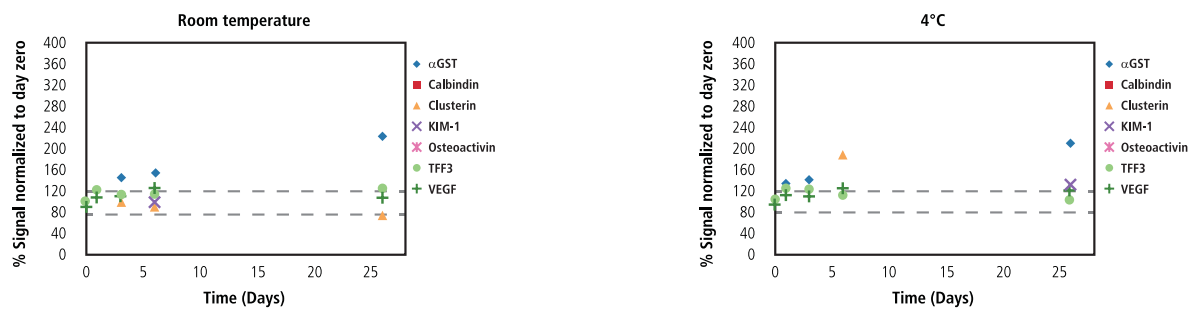 Room temperature
% Signal normalized to day zero
400
360
320
280
240
200
160
120
80
40
0
0 5 10 15 20 25
Time (Days)
αGST
Calbindin
Clusterin
KIM-1
Osteoactivin
TFF3
VEGF
4°C
% Signal normalized to day zero
400
360
320
280
240
200
160
120
80
40
0
0 5 10 15 20 25
Time (Days)
αGST
Calbindin
Clusterin
KIM-1
Osteoactivin
TFF3
VEGF